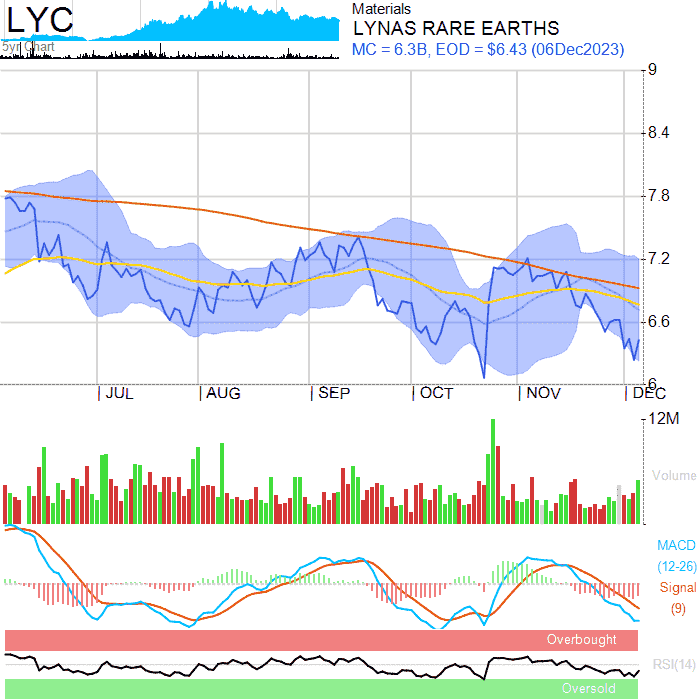 LYC
5yr Chart
Materials
LYNAS RARE EARTHS
MC = 6.3B, EOD = $6.43 (06Dec2023)
9
8.4
7.8
7.2
6.6
6
JUL AUG SEP OCT NOV DEC
12M
Volume
MACD
(12-26)
Signal
(9)
Overbought
RSI(14)
Oversold